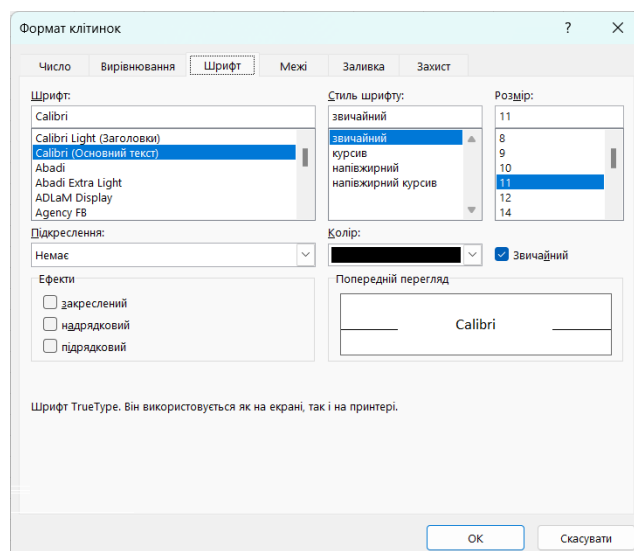 Формат клітинок ? ✕
Число Вирівнювання Шрифт Межі Заливка Захист
Шрифт: Стиль шрифту: Розмір:
Calibri звичайний 11
Calibri Light (Заголовки) звичайний 8
Calibri (Основний текст) курсив 9
Abadi напівжирний 10
Abadi Extra Light напівжирний курсив 11
ADLaM Display 12
Agency FB 14
Підкреслення: Колір:
Немає Звичайний
Ефекти Попередній перегляд
закреслений
надрядковий Calibri
підрядковий
Шрифт TrueType. Він використовується як на екрані, так і на принтері.
ОК Скасувати